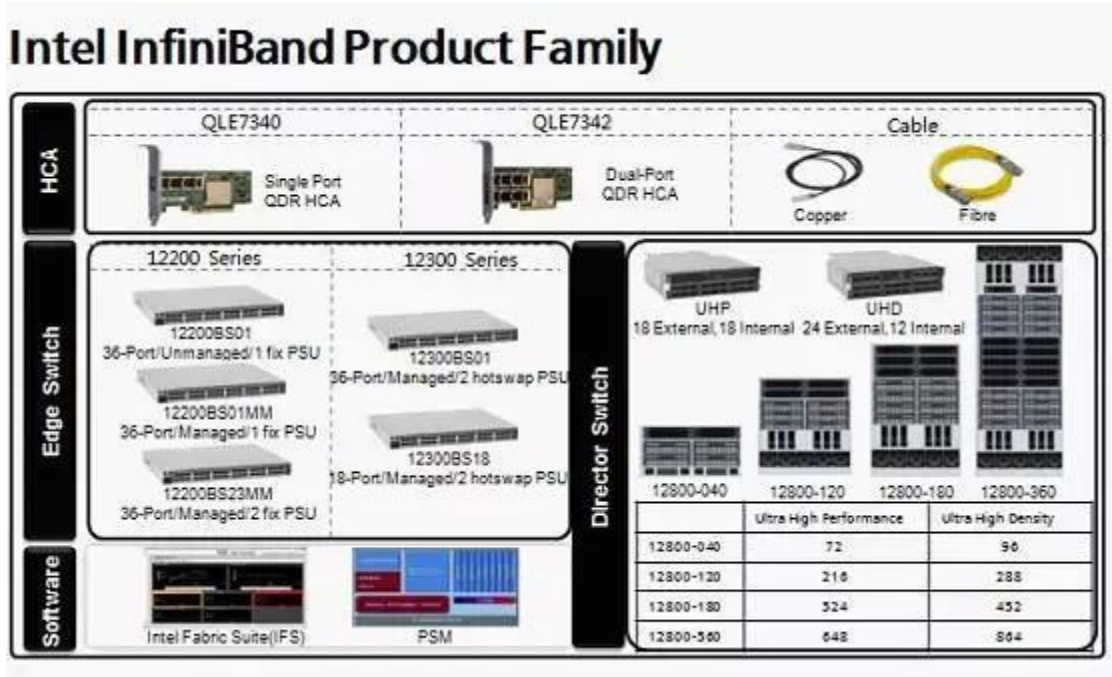 Intel InfiniBand Product Family
HCA
QLE7340
QLE7342
Cable
Single Port
QDR HCA
Dual-Port
QDR HCA
Copper
Fibre
Edge Switch
12200 Series
12300 Series
12200BS01
36-Port/Unmanaged/1 fix PSU
12200BS01MM
36-Port/Managed/1 fix PSU
12200BS23MM
36-Port/Managed/2 fix PSU
12300BS01
36-Port/Managed/2 hotswap PSU
12300BS18
18-Port/Managed/2 hotswap PSU
Director Switch
UHP
18 External,18 Internal
UHD
24 External,12 Internal
12800-040
12800-120
12800-180
12800-360
Ultra High Performance
Ultra High Density
12800-040
72
96
12800-120
216
288
12800-180
324
432
12800-360
648
864
Software
Intel Fabric Suite(IFS)
PSM